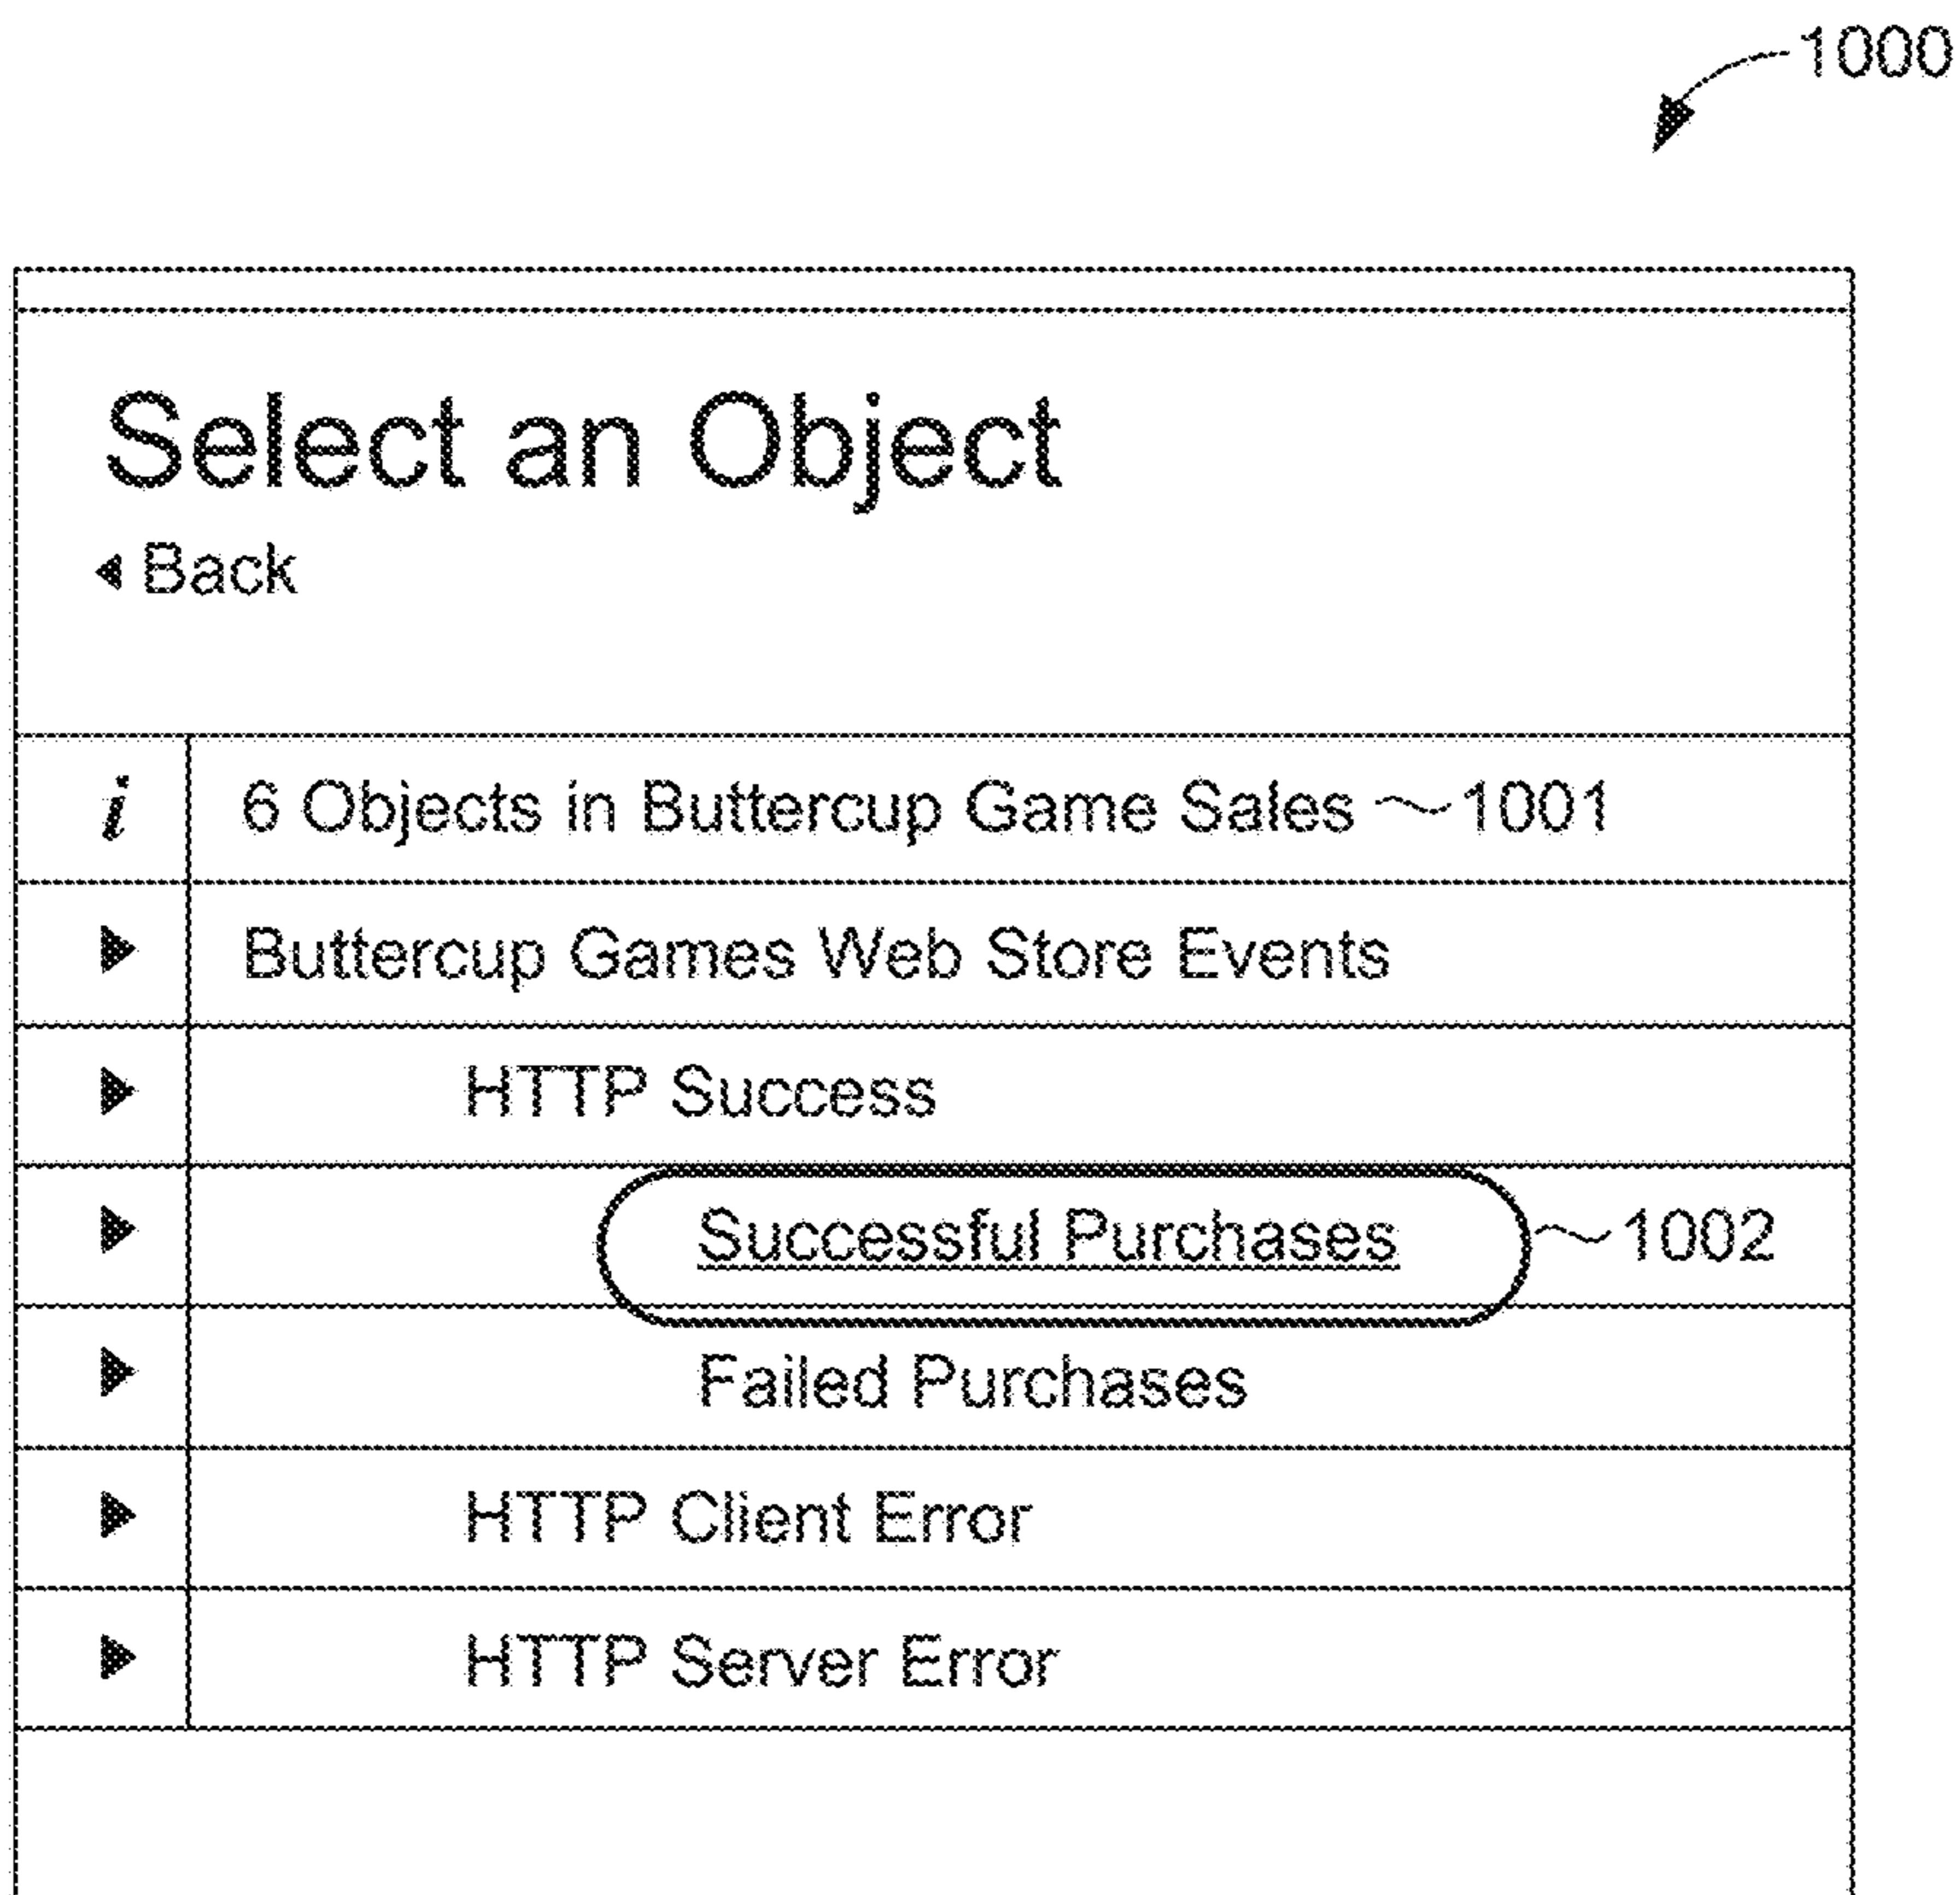 1000
Select an Object
Back
i 6 Objects in Buttercup Game Sales 1001
Buttercup Games Web Store Events
HTTP Success
Successful Purchases 1002
Failed Purchases
HTTP Client Error
HTTP Server Error